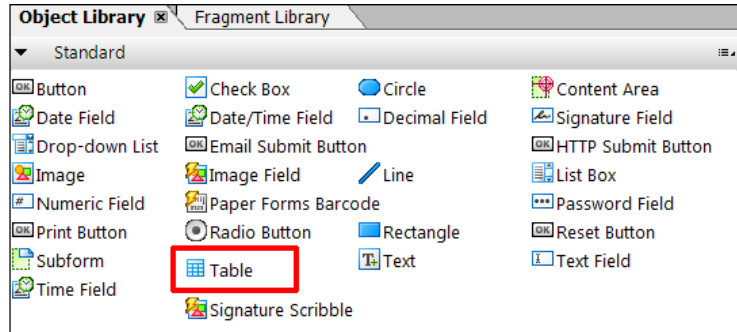 Object Library Fragment Library
Standard
Button Check Box Circle Content Area
Date Field Date/Time Field Decimal Field Signature Field
Drop-down List Email Submit Button HTTP Submit Button
Image Image Field Line List Box
Numeric Field Paper Forms Barcode Password Field
Print Button Radio Button Rectangle Reset Button
Subform Table Text Text Field
Time Field
Signature Scribble